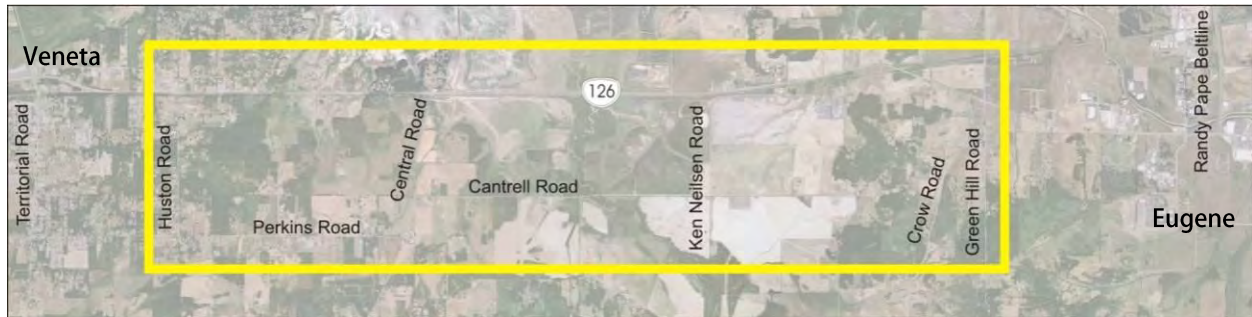 Veneta
126
Territorial Road
Huston Road
Perkins Road
Central Road
Cantrell Road
Ken Neilsen Road
Crow Road
Green Hill Road
Randy Pape Beltline
Eugene